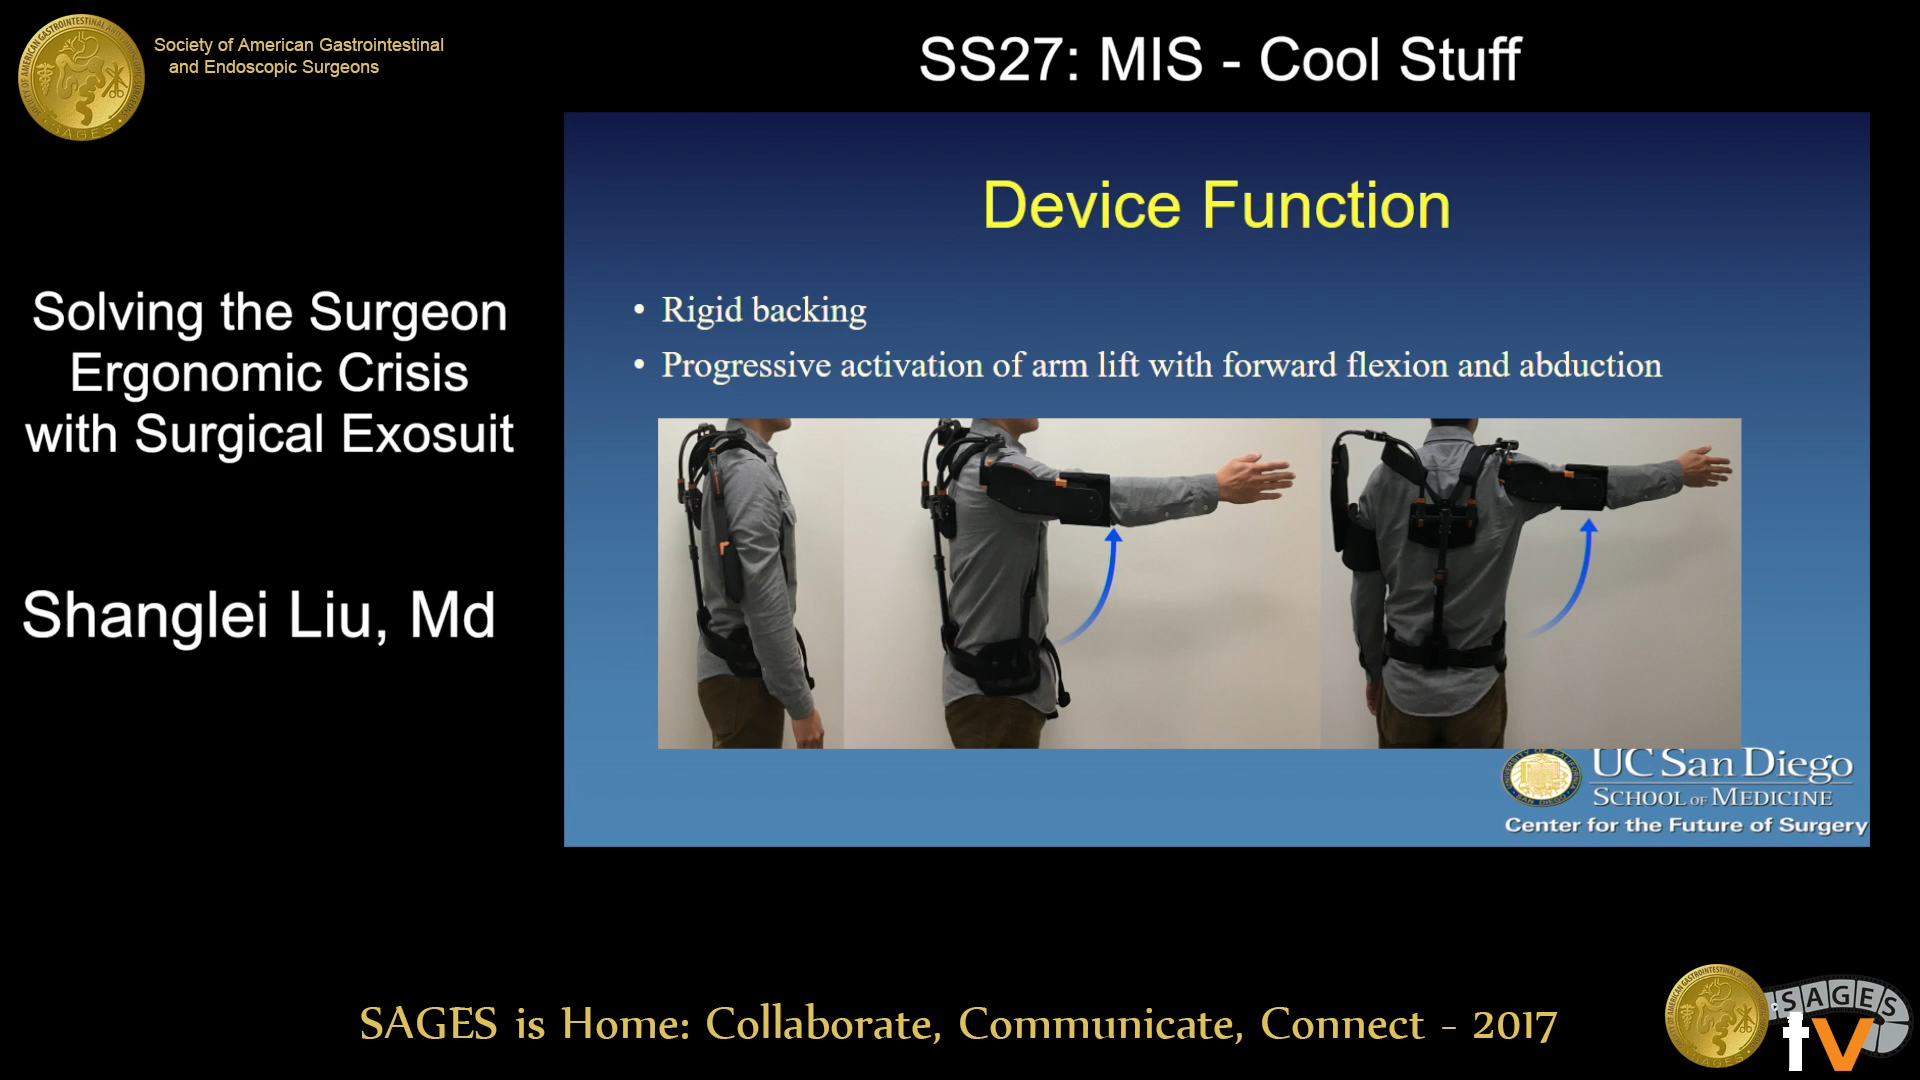 Society of American Gastrointestinal
and Endoscopic Surgeons
SS27: MIS - Cool Stuff
Solving the Surgeon
Ergonomic Crisis
with Surgical Exosuit
Shanglei Liu, Md
Device Function
• Rigid backing
• Progressive activation of arm lift with forward flexion and abduction
UC San Diego
SCHOOL OF MEDICINE
Center for the Future of Surgery
SAGES is Home: Collaborate, Communicate, Connect - 2017
SAGES
tv